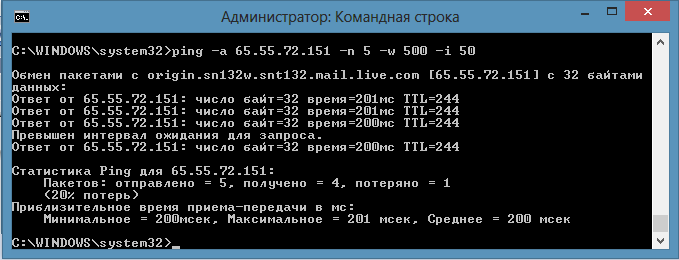 Администратор: Командная строка
C:\WINDOWS\system32>ping -a 65.55.72.151 -n 5 -w 500 -i 50
Обмен пакетами с origin.sn132w.snt132.mail.live.com [65.55.72.151] с 32 байтами
данных:
Ответ от 65.55.72.151: число байт=32 время=201мс TTL=244
Ответ от 65.55.72.151: число байт=32 время=201мс TTL=244
Ответ от 65.55.72.151: число байт=32 время=200мс TTL=244
Превышен интервал ожидания для запроса.
Ответ от 65.55.72.151: число байт=32 время=200мс TTL=244
Статистика Ping для 65.55.72.151:
Пакетов: отправлено = 5, получено = 4, потеряно = 1
(20% потерь)
Приблизительное время приема-передачи в мс:
Минимальное = 200мсек, Максимальное = 201 мсек, Среднее = 200 мсек
C:\WINDOWS\system32>_